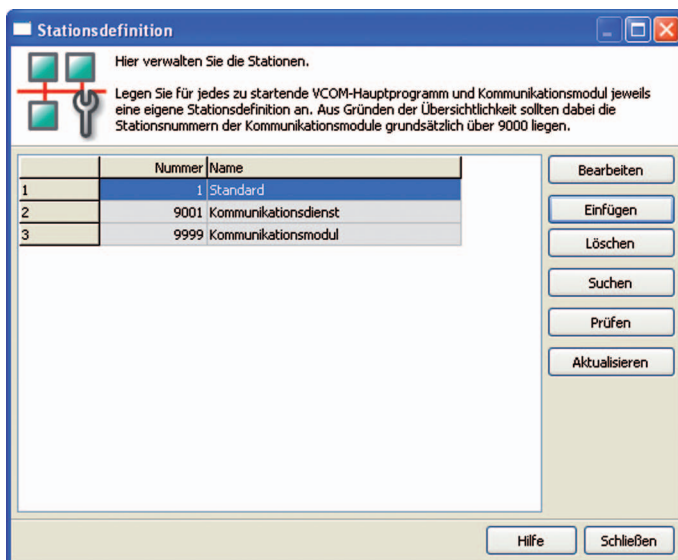 Stationsdefinition
Hier verwalten Sie die Stationen.
Legen Sie für jedes zu startende VCOM-Hauptprogramm und Kommunikationsmodul jeweils
eine eigene Stationsdefinition an. Aus Gründen der Übersichtlichkeit sollten dabei die
Stationsnummern der Kommunikationsmodule grundsätzlich über 9000 liegen.
Nummer Name
1 1 Standard
2 9001 Kommunikationsdienst
3 9999 Kommunikationsmodul
Bearbeiten
Einfügen
Löschen
Suchen
Prüfen
Aktualisieren
Hilfe Schließen